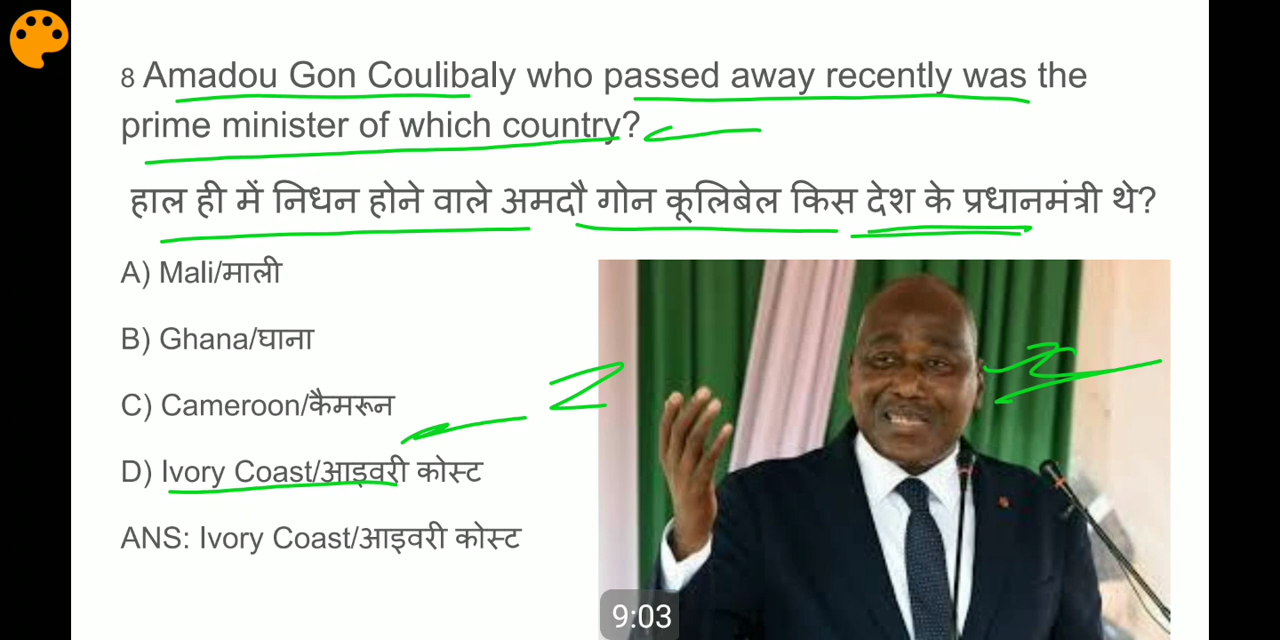 8 Amadou Gon Coulibaly who passed away recently was the
prime minister of which country?
हाल ही में निधन होने वाले अमदौ गोन कूलिबेल किस देश के प्रधानमंत्री थे?
A) Mali/माली
B) Ghana/घाना
C) Cameroon/कैमरून
D) Ivory Coast/आइवरी कोस्ट
ANS: Ivory Coast/आइवरी कोस्ट
9:03